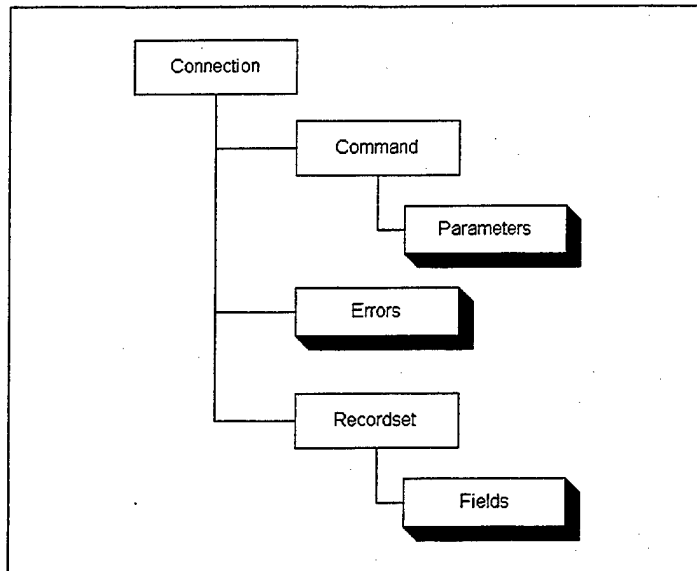 Connection
Command
Parameters
Errors
Recordset
Fields